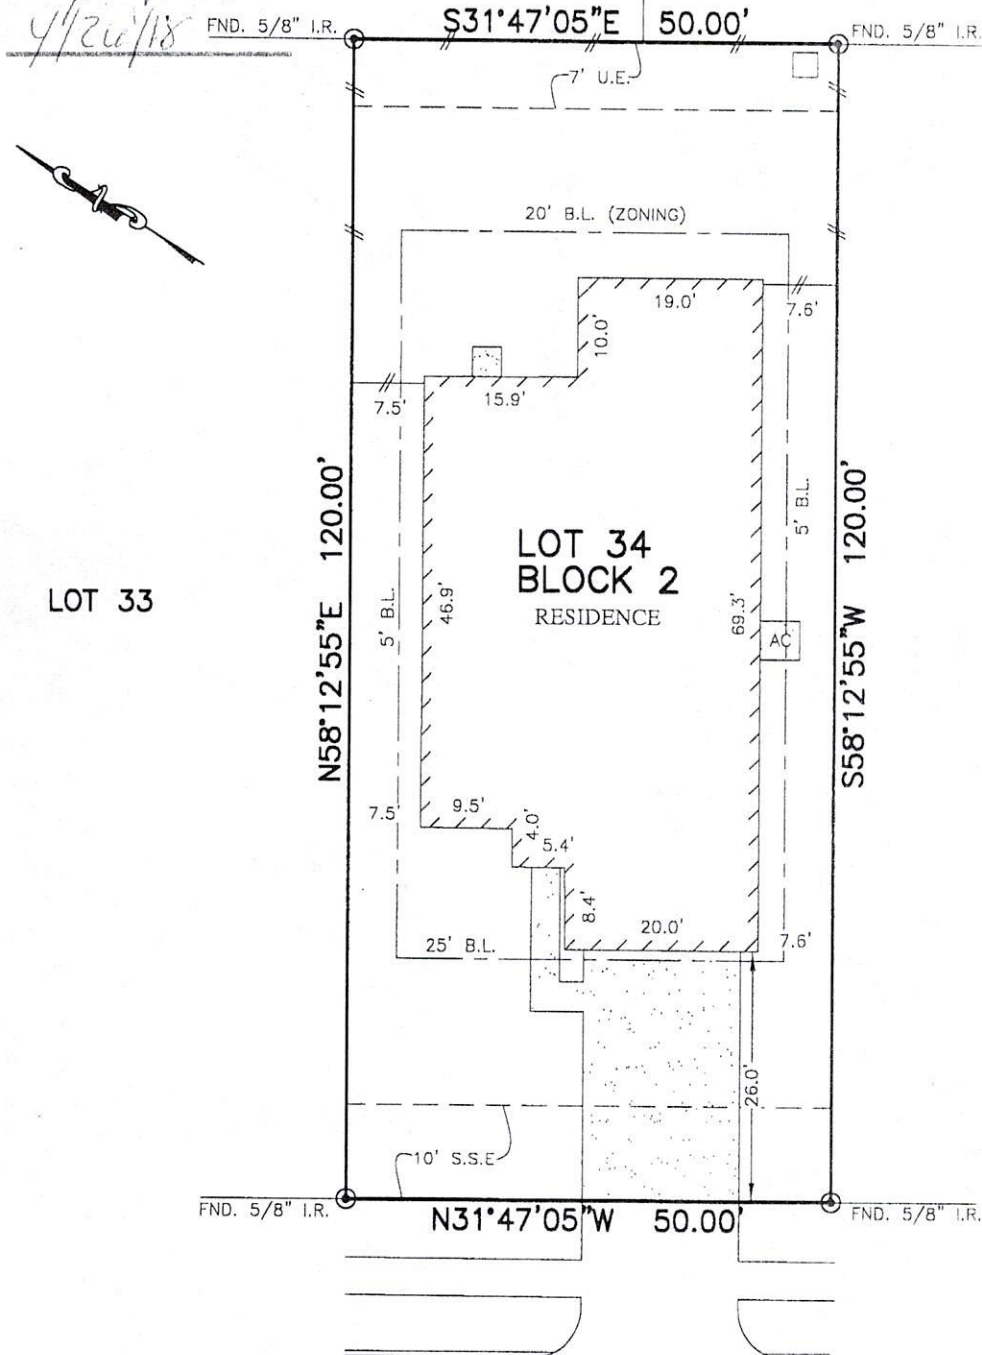 4/26/18
FND. 5/8" I.R.
S31°47'05"E 50.00'
FND. 5/8" I.R.
7' U.E.
20' B.L. (ZONING)
19.0'
7.6'
10.0'
15.9'
7.5'
N58°12'55"E 120.00'
S58°12'55"W 120.00'
5' B.L.
LOT 34
BLOCK 2
RESIDENCE
LOT 33
46.9'
5' B.L.
69.3'
AC
7.5'
9.5'
4.0'
5.4'
8.4'
20.0'
7.6'
25' B.L.
26.0'
10' S.S.E
FND. 5/8" I.R.
N31°47'05"W 50.00'
FND. 5/8" I.R.